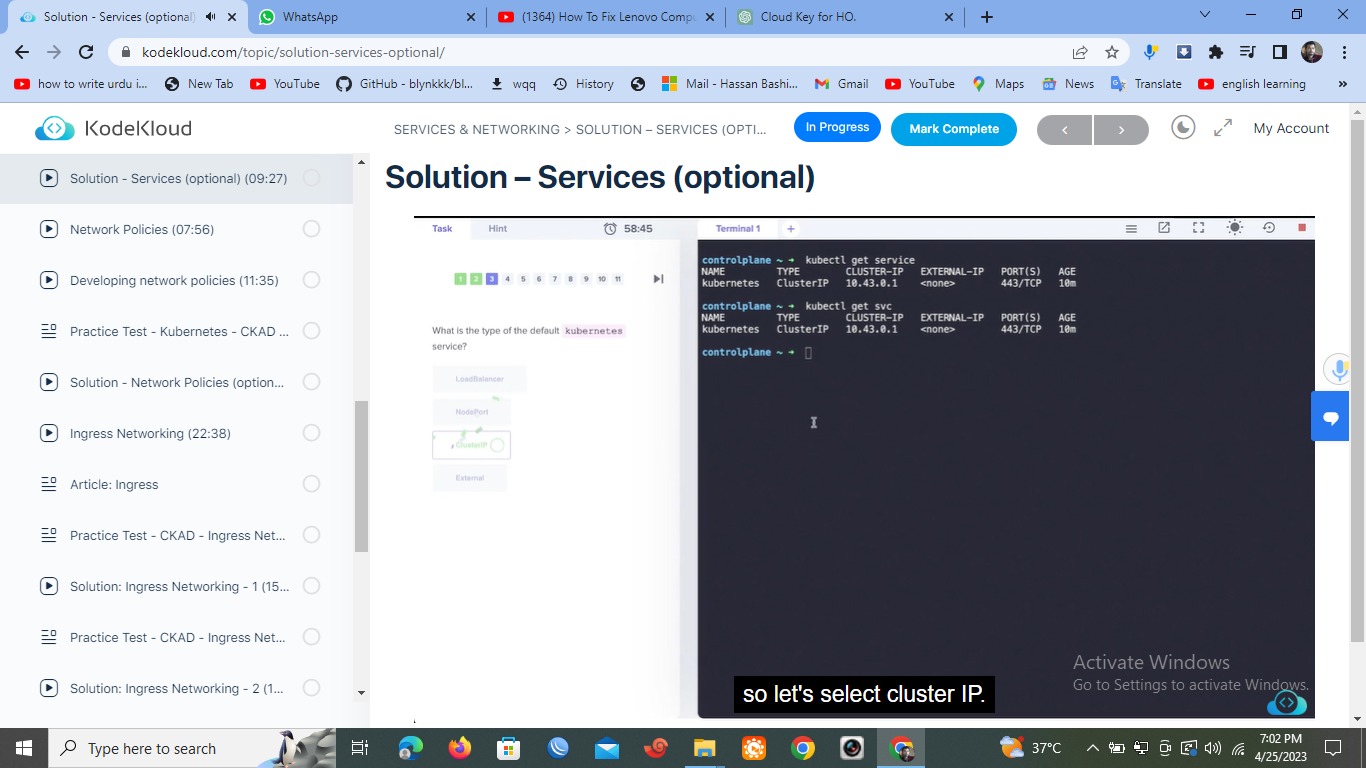 Solution - Services (optional)
WhatsApp
(1364) How To Fix Lenovo Compu
Cloud Key for HO.
kodekloud.com/topic/solution-services-optional/
how to write urdu i...
New Tab
YouTube
GitHub - blynkkk/bl...
wqq
History
Mail - Hassan Bashi...
Gmail
YouTube
Maps
News
Translate
english learning
»
KodeKloud
SERVICES & NETWORKING > SOLUTION – SERVICES (OPTI...
In Progress
Mark Complete
My Account
Solution - Services (optional) (09:27)
Network Policies (07:56)
Developing network policies (11:35)
Practice Test - Kubernetes - CKAD ...
Solution - Network Policies (option...
Ingress Networking (22:38)
Article: Ingress
Practice Test - CKAD - Ingress Net...
Solution: Ingress Networking - 1 (15...
Practice Test - CKAD - Ingress Net...
Solution: Ingress Networking - 2 (1...
Solution – Services (optional)
Task
Hint
58:45
1 2 3 4 5 6 7 8 9 10 11
What is the type of the default kubernetes
service?
LoadBalancer
NodePort
ClusterIP
External
Terminal 1
+
controlplane ~ ➜ kubectl get service
NAME TYPE CLUSTER-IP EXTERNAL-IP PORT(S) AGE
kubernetes ClusterIP 10.43.0.1 <none> 443/TCP 10m
controlplane ~ ➜ kubectl get svc
NAME TYPE CLUSTER-IP EXTERNAL-IP PORT(S) AGE
kubernetes ClusterIP 10.43.0.1 <none> 443/TCP 10m
controlplane ~ ➜
so let's select cluster IP.
Activate Windows
Go to Settings to activate Windows.
Type here to search
37°C
7:02 PM
4/25/2023